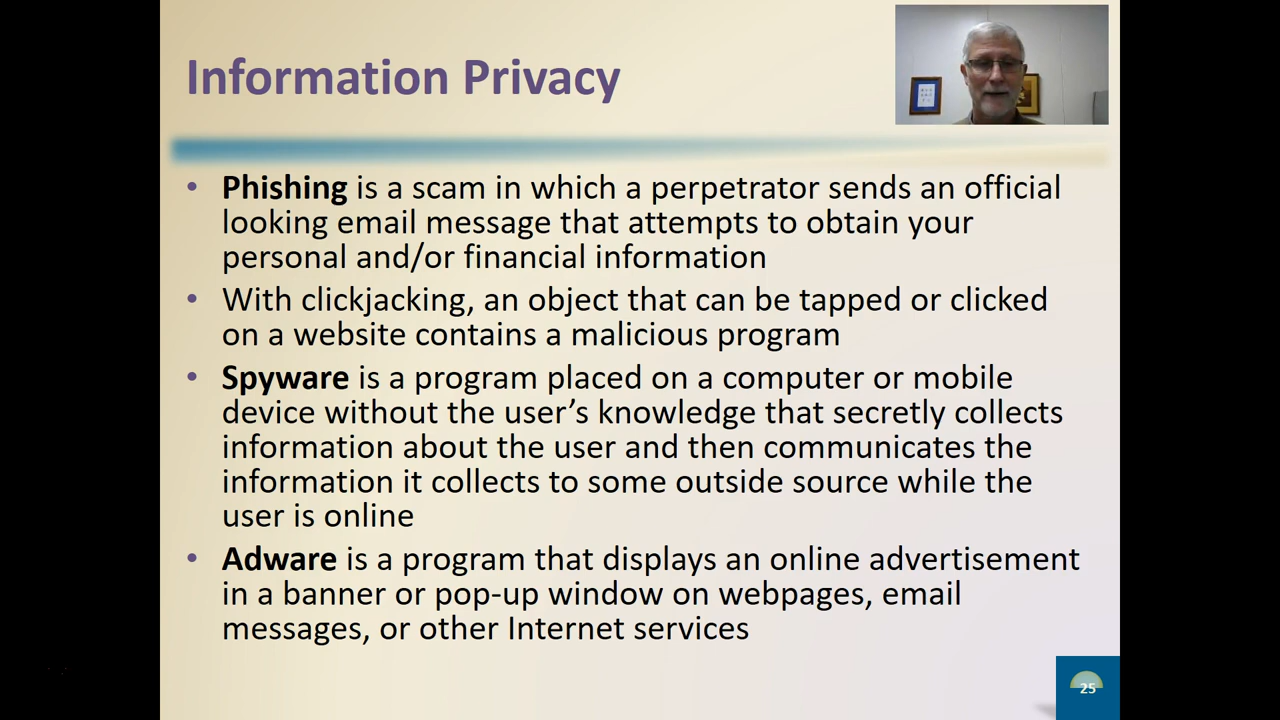 Information Privacy
• Phishing is a scam in which a perpetrator sends an official
looking email message that attempts to obtain your
personal and/or financial information
• With clickjacking, an object that can be tapped or clicked
on a website contains a malicious program
• Spyware is a program placed on a computer or mobile
device without the user’s knowledge that secretly collects
information about the user and then communicates the
information it collects to some outside source while the
user is online
• Adware is a program that displays an online advertisement
in a banner or pop-up window on webpages, email
messages, or other Internet services
25